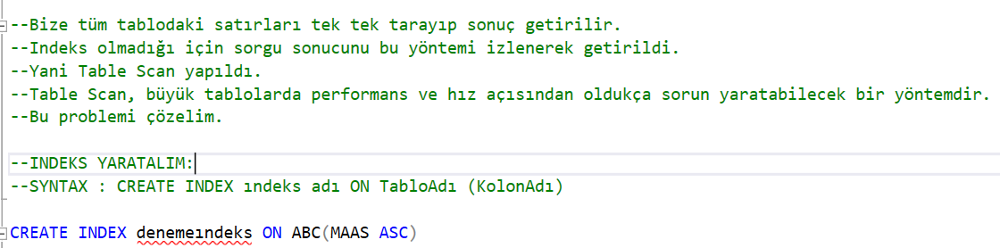 --Bize tüm tablodaki satırları tek tek tarayıp sonuç getirilir.
--Indeks olmadığı için sorgu sonucunu bu yöntemi izlenerek getirildi.
--Yani Table Scan yapıldı.
--Table Scan, büyük tablolarda performans ve hız açısından oldukça sorun yaratabilecek bir yöntemdir.
--Bu problemi çözelim.
--INDEKS YARATALIM:
--SYNTAX : CREATE INDEX ındeks adı ON TabloAdı (KolonAdı)
CREATE INDEX denemeındeks ON ABC(MAAS ASC)